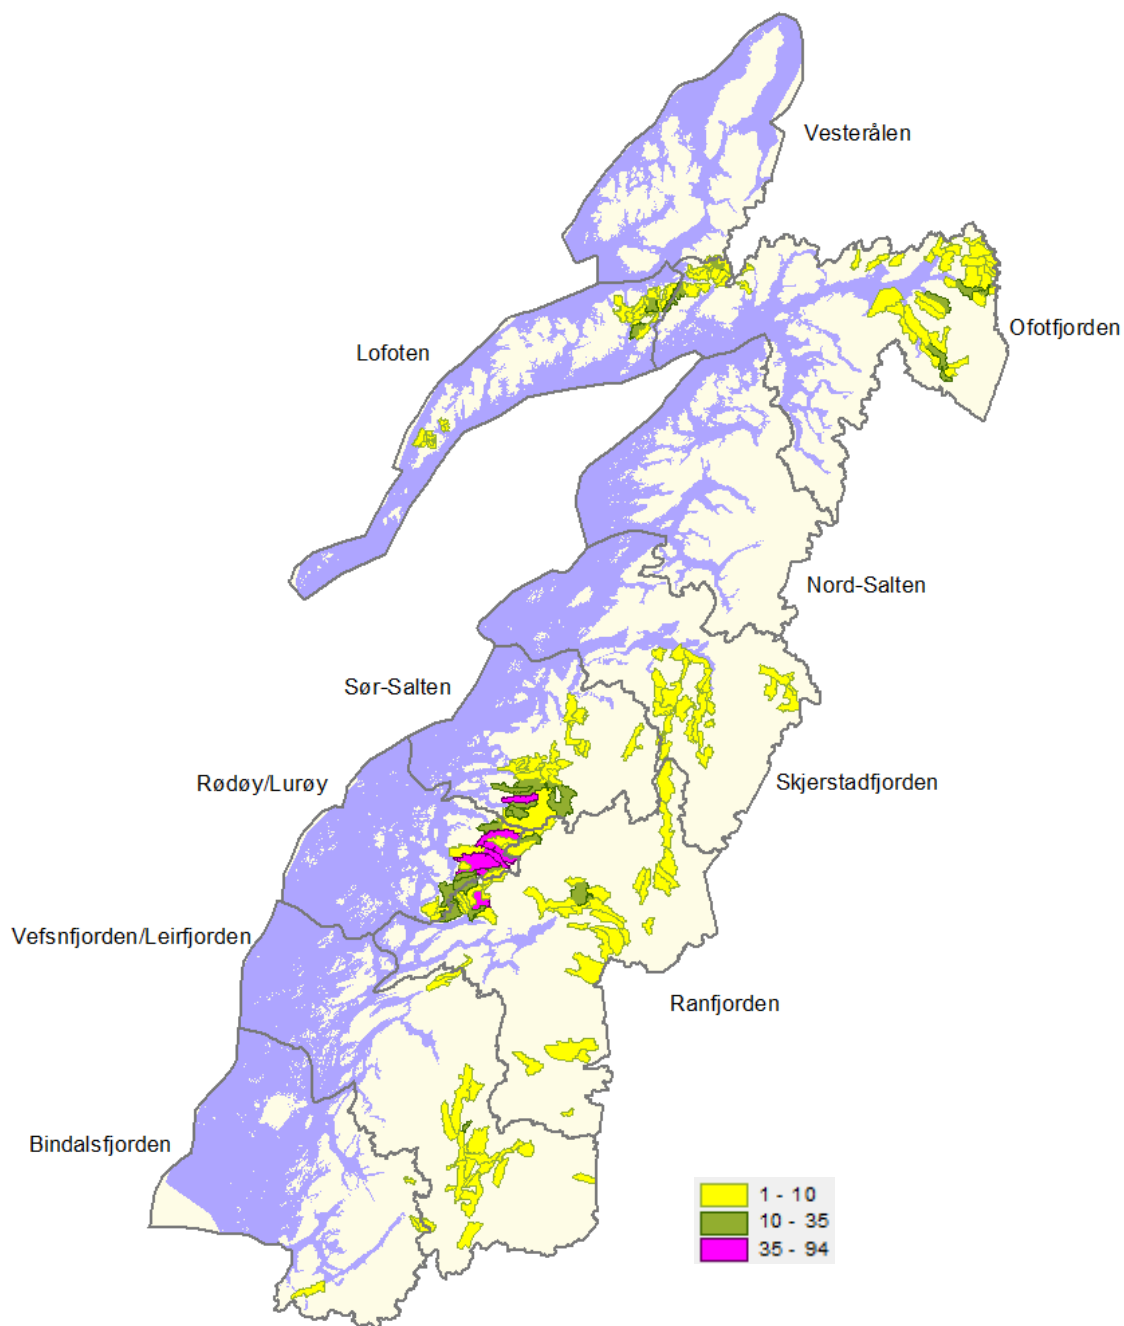 Vesterålen
Ofotfjorden
Lofoten
Nord-Salten
Sør-Salten
Rødøy/Lurøy
Skjerstadfjorden
Vefsnfjorden/Leirfjorden
Ranfjorden
Bindalsfjorden
1 - 10
10 - 35
35 - 94